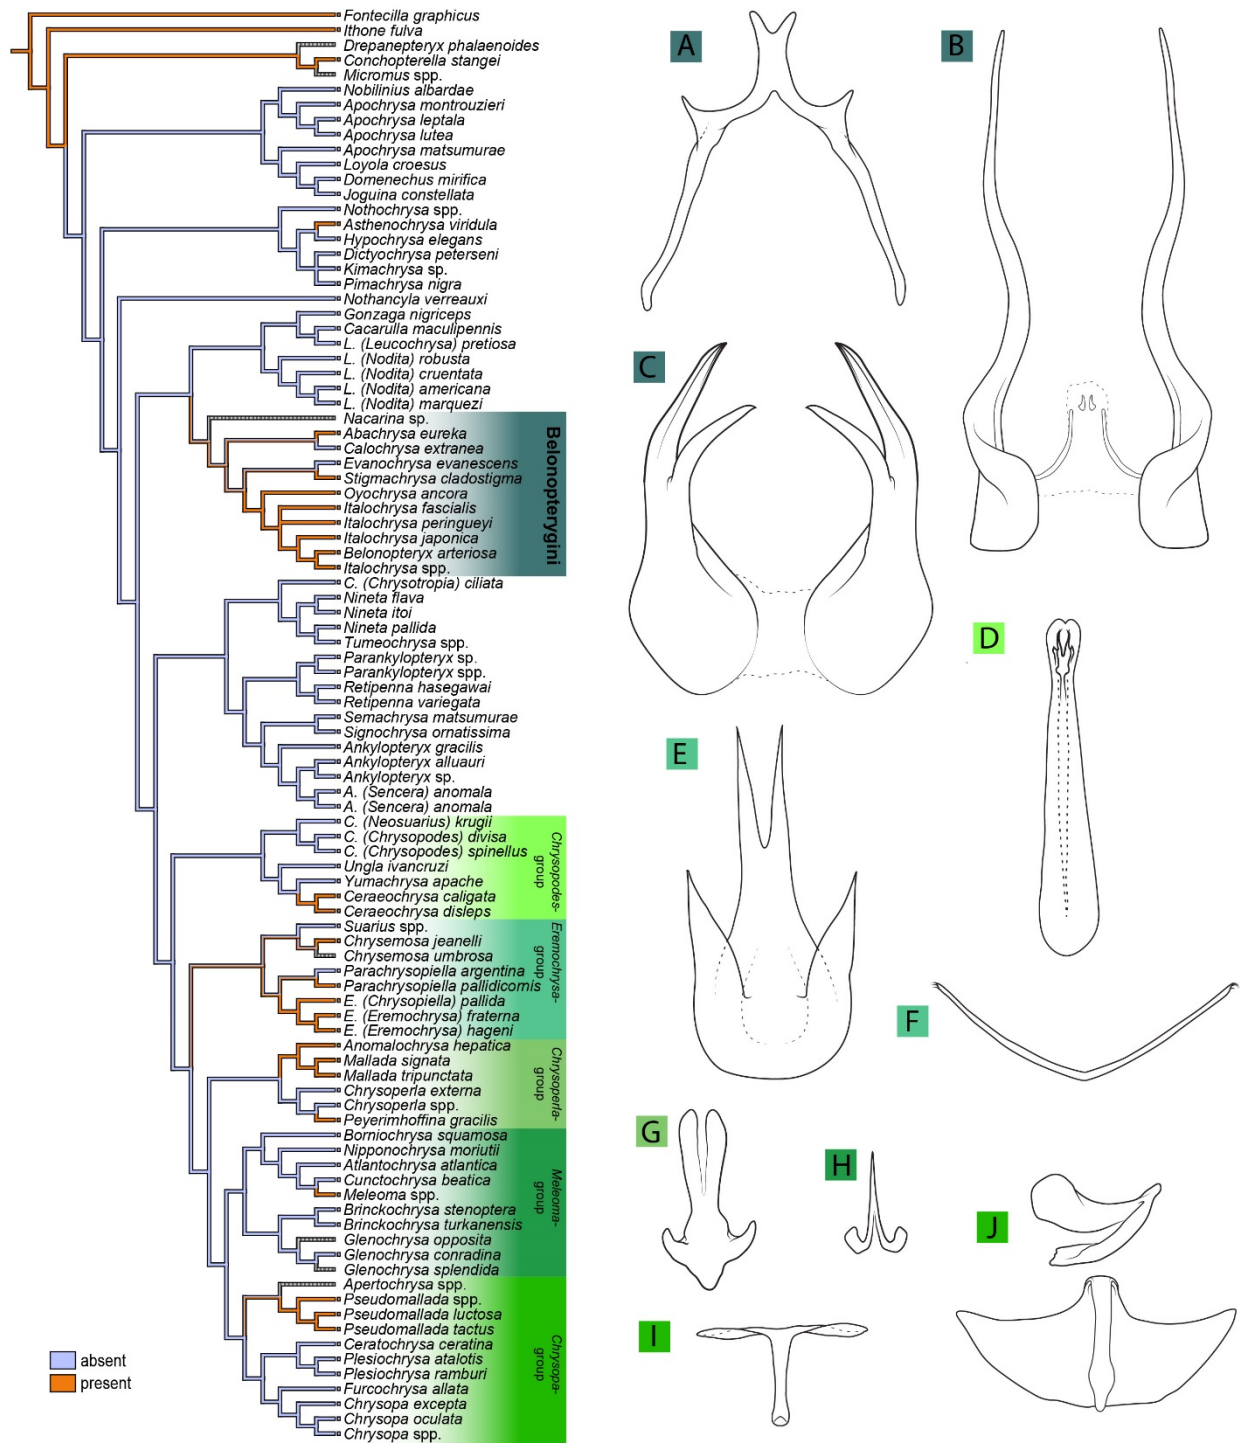 Fontecilla graphicus
Ithone fulva
Drepanepteryx phalaenoides
Conchopterella stangei
Micromus spp.
Nobilinius albardae
Apochrysa montrouzieri
Apochrysa leptala
Apochrysa lutea
Apochrysa matsumurae
Loyola croesus
Domenechus mirifica
Joguina constellata
Nothochrysa spp.
Asthenochrysa viridula
Hypochrysa elegans
Dictyochrysa peterseni
Kimachrysa sp.
Pimachrysa nigra
Nothancyla verreauxi
Gonzaga nigriceps
Cacarulla maculipennis
L. (Leucochrysa) pretiosa
L. (Nodita) robusta
L. (Nodita) cruentata
L. (Nodita) americana
L. (Nodita) marquezi
Nacarina sp.
Abachrysa eureka
Calochrysa extranea
Evanochrysa evanescens
Stigmachrysa cladostigma
Oyochrysa ancora
Italochrysa fascialis
Italochrysa peringueyi
Italochrysa japonica
Belonopteryx arteriosa
Italochrysa spp.
Belonopterygini
C. (Chrysotropia) ciliata
Nineta flava
Nineta itoi
Nineta pallida
Tumeochrysa spp.
Parankylopteryx sp.
Parankylopteryx spp.
Retipenna hasegawai
Retipenna variegata
Semachrysa matsumurae
Signochrysa ornatissima
Ankylopteryx gracilis
Ankylopteryx alluauri
Ankylopteryx sp.
A. (Sencera) anomala
A. (Sencera) anomala
C. (Neosuarius) krugii
C. (Chrysopodes) divisa
C. (Chrysopodes) spinellus
Ungla ivancruzi
Yumachrysa apache
Ceraeochrysa caligata
Ceraeochrysa disleps
Chrysopodes-
group
Suarius spp.
Chrysemosa jeanelli
Chrysemosa umbrosa
Parachrysopiella argentina
Parachrysopiella pallidicornis
E. (Chrysopiella) pallida
E. (Eremochrysa) fraterna
E. (Eremochrysa) hageni
Eremochrysa-
group
Anomalochrysa hepatica
Mallada signata
Mallada tripunctata
Chrysoperla externa
Chrysoperla spp.
Peyerimhoffina gracilis
Chrysoperla-
group
Borniochrysa squamosa
Nipponochrysa moriutii
Atlantochrysa atlantica
Cunctochrysa beatica
Meleoma spp.
Brinckochrysa stenoptera
Brinckochrysa turkanensis
Glenochrysa opposita
Glenochrysa conradina
Glenochrysa splendida
Meleoma-
group
Apertochrysa spp.
Pseudomallada spp.
Pseudomallada luctosa
Pseudomallada tactus
Ceratochrysa ceratina
Plesiochrysa atalotis
Plesiochrysa ramburi
Furcochrysa allata
Chrysopa excepta
Chrysopa oculata
Chrysopa spp.
Chrysopa-
group
absent
present
A
B
C
D
E
F
G
H
I
J